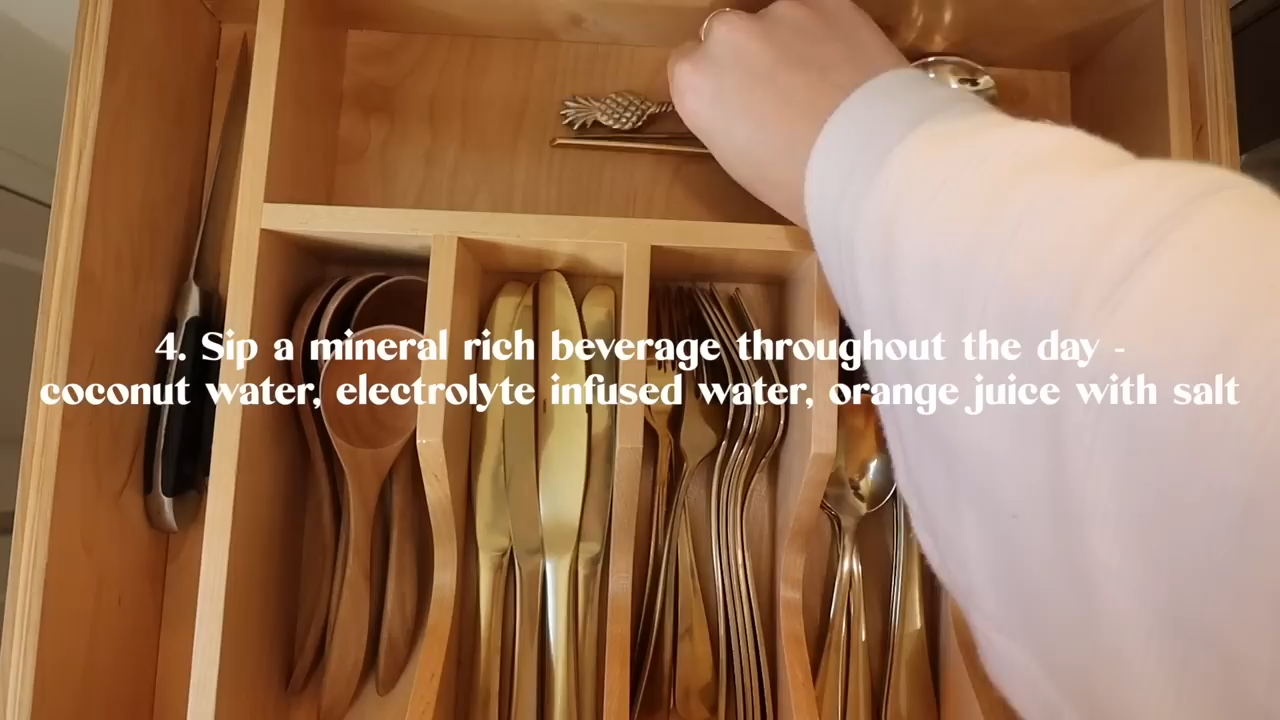 4. Sip a mineral rich beverage throughout the day -
coconut water, electrolyte infused water, orange juice with salt